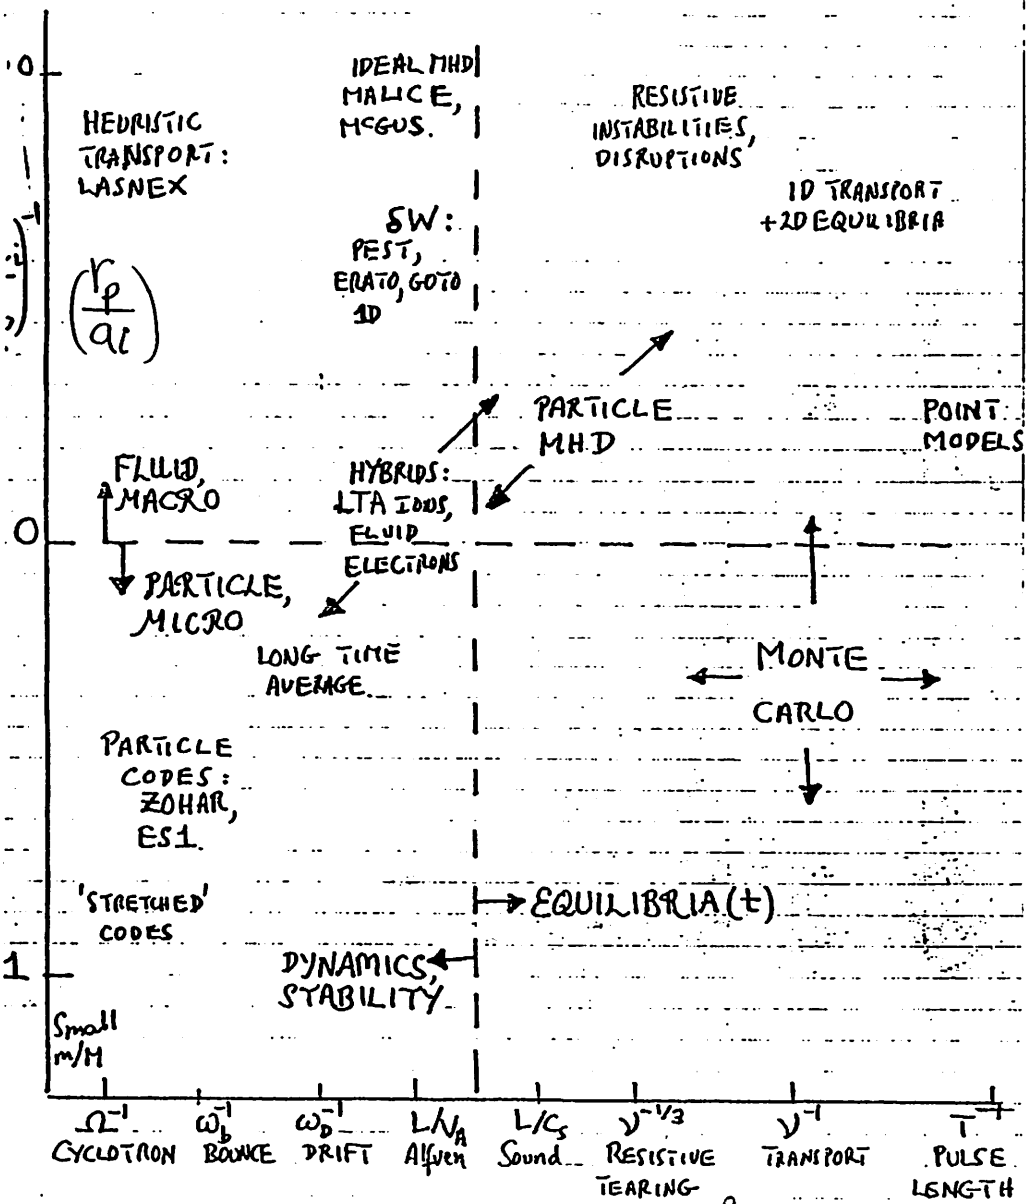 0
IDEAL MHD
MALICE,
McGUS.
HEURISTIC
TRANSPORT:
LASNEX
RESISTIVE
INSTABILITIES,
DISRUPTIONS
1D TRANSPORT
+2D EQUILIBRIA
δW:
PEST,
ERATO, GOTO
1D
(rp/ai)
PARTICLE
MHD
POINT
MODELS
FLUID,
MACRO
HYBRIDS:
LTA IONS,
FLUID
ELECTRONS
0
PARTICLE,
MICRO
LONG TIME
AVERAGE
MONTE
CARLO
PARTICLE
CODES:
ZOHAR,
ES1.
'STRETCHED'
CODES
EQUILIBRIA(t)
1
DYNAMICS,
STABILITY
Small
m/M
Ω⁻¹ ω_b⁻¹ ω_D⁻¹ L/V_A L/C_S ν^-1/3 ν⁻¹ T
CYCLOTRON BOUNCE DRIFT Alfven Sound RESISTIVE TRANSPORT PULSE
TEARING LENGTH